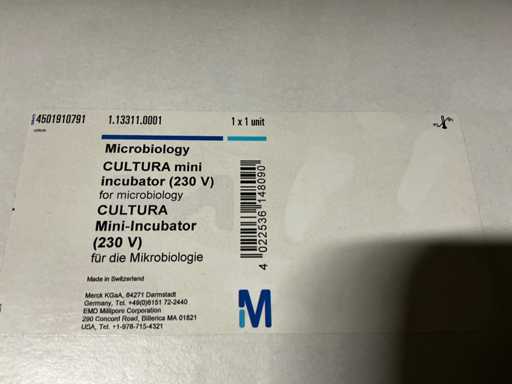 4501910791
1.13311.0001
1 x 1 unit
Microbiology
CULTURA mini
incubator (230 V)
for microbiology
CULTURA
Mini-Incubator
(230 V)
für die Mikrobiologie
Made in Switzerland
Merck KGaA, 64271 Darmstadt
Germany, Tel. +49(0)6151 72-2440
EMD Millipore Corporation
290 Concord Road, Billerica MA 01821
USA, Tel. +1-978-715-4321
4 022536 148090
M